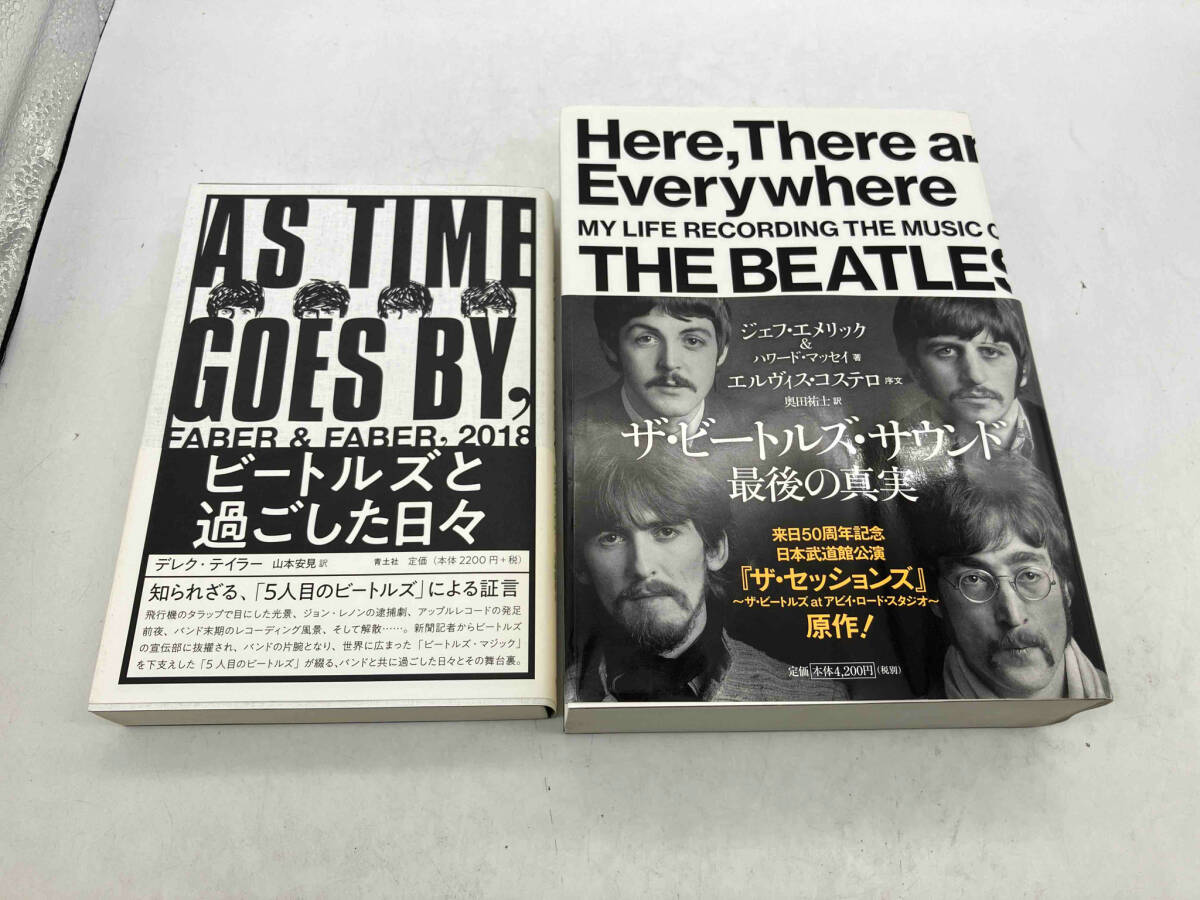 AS TIME
GOES BY,
FABER & FABER, 2018
ビートルズと
過ごした日々
デレク・テイラー 山本安見 訳 青土社 定価(本体2200円+税)
知られざる、「5人目のビートルズ」による証言
飛行機のタラップで目にした光景、ジョン・レノンの逮捕劇、アップルレコードの発足
前夜、バンド末期のレコーディング風景、そして解散……。新聞記者からビートルズ
の宣伝部に抜擢され、バンドの片腕となり、世界に広まった「ビートルズ・マジック」
を下支えした「5人目のビートルズ」が綴る、バンドと共に過ごした日々とその舞台裏。
Here, There an
Everywhere
MY LIFE RECORDING THE MUSIC O
THE BEATLES
ジェフ・エメリック
&
ハワード・マッセイ 著
エルヴィス・コステロ 序文
奥田祐士 訳
ザ・ビートルズ・サウンド
最後の真実
来日50周年記念
日本武道館公演
『ザ・セッションズ』
~ザ・ビートルズ at アビイ・ロード・スタジオ~
原作!
定価 本体4,200円 (税別)